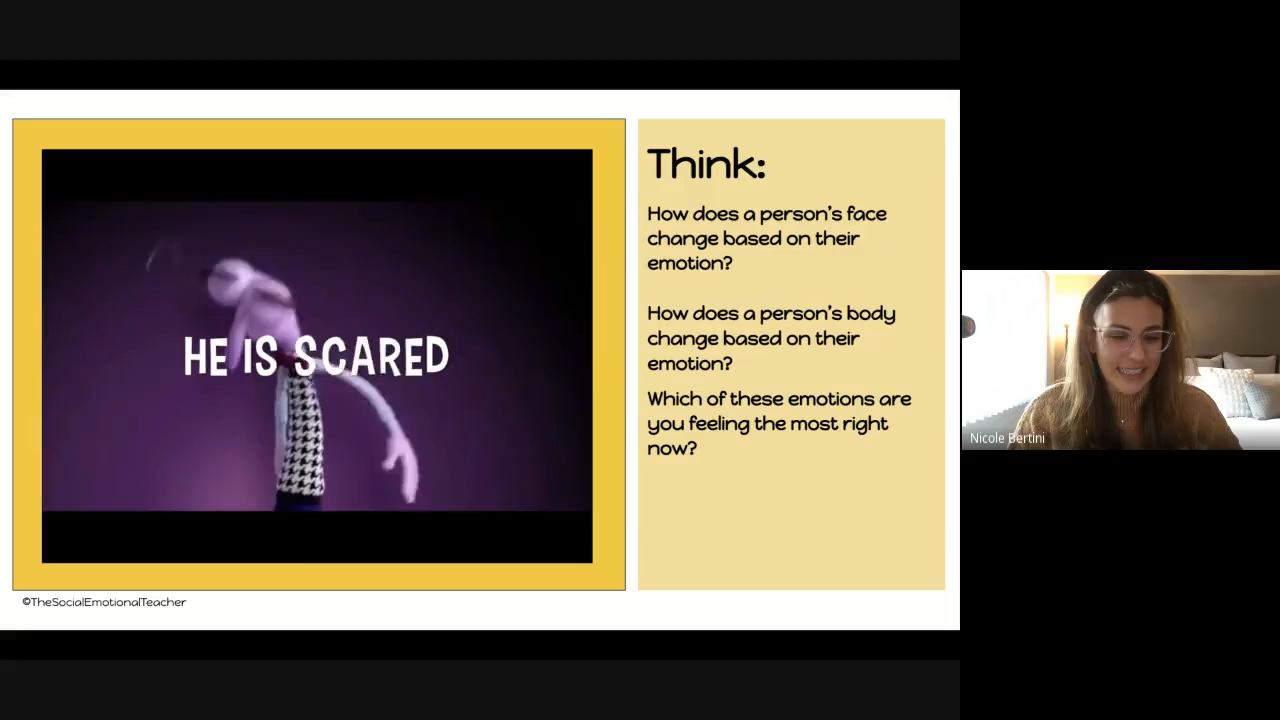 HE IS SCARED
Think:
How does a person's face
change based on their
emotion?
How does a person's body
change based on their
emotion?
Which of these emotions are
you feeling the most right
now?
©TheSocialEmotionalTeacher
Nicole Bertini